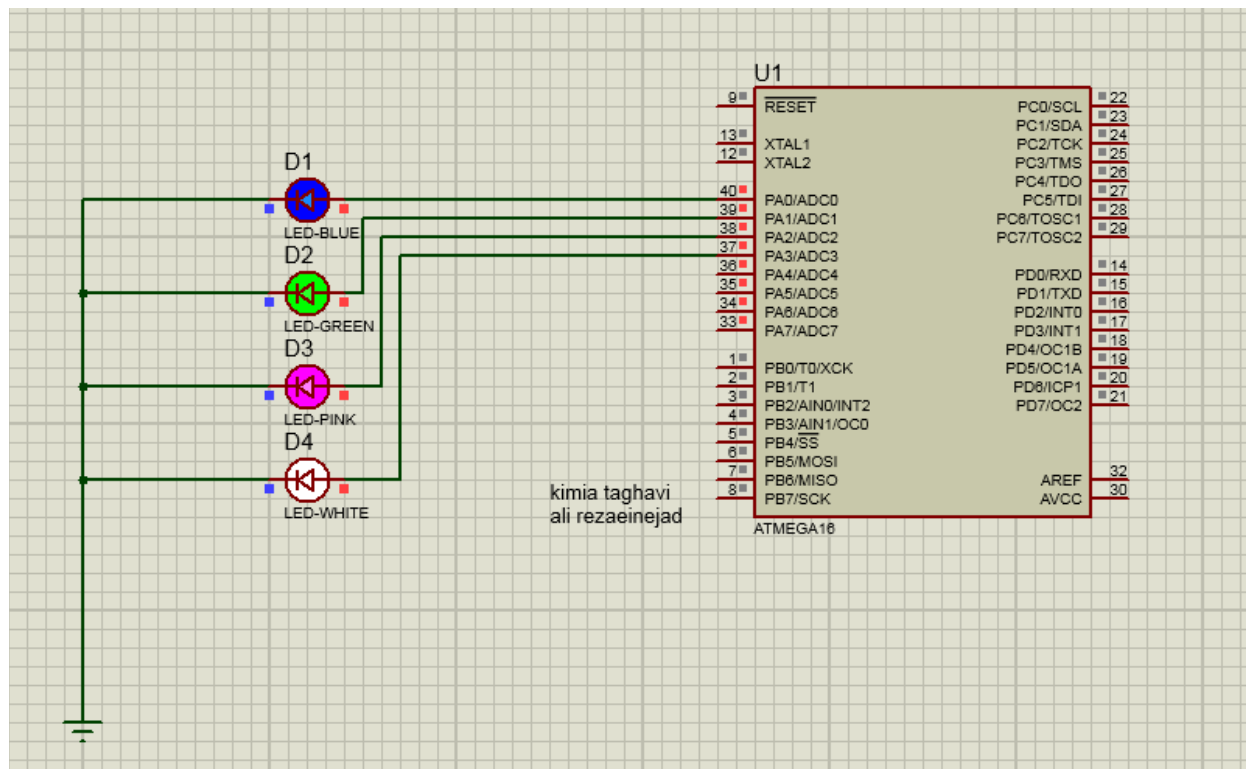 U1
9 RESET PC0/SCL 22
PC1/SDA 23
13 XTAL1 PC2/TCK 24
12 XTAL2 PC3/TMS 25
PC4/TDO 26
40 PA0/ADC0 PC5/TDI 27
39 PA1/ADC1 PC6/TOSC1 28
38 PA2/ADC2 PC7/TOSC2 29
37 PA3/ADC3
36 PA4/ADC4 PD0/RXD 14
35 PA5/ADC5 PD1/TXD 15
34 PA6/ADC6 PD2/INT0 16
33 PA7/ADC7 PD3/INT1 17
PD4/OC1B 18
1 PB0/T0/XCK PD5/OC1A 19
2 PB1/T1 PD6/ICP1 20
3 PB2/AIN0/INT2 PD7/OC2 21
4 PB3/AIN1/OC0
5 PB4/SS
6 PB5/MOSI
7 PB6/MISO AREF 32
8 PB7/SCK AVCC 30
ATMEGA16
D1
LED-BLUE
D2
LED-GREEN
D3
LED-PINK
D4
LED-WHITE
kimia taghavi
ali rezaeinejad